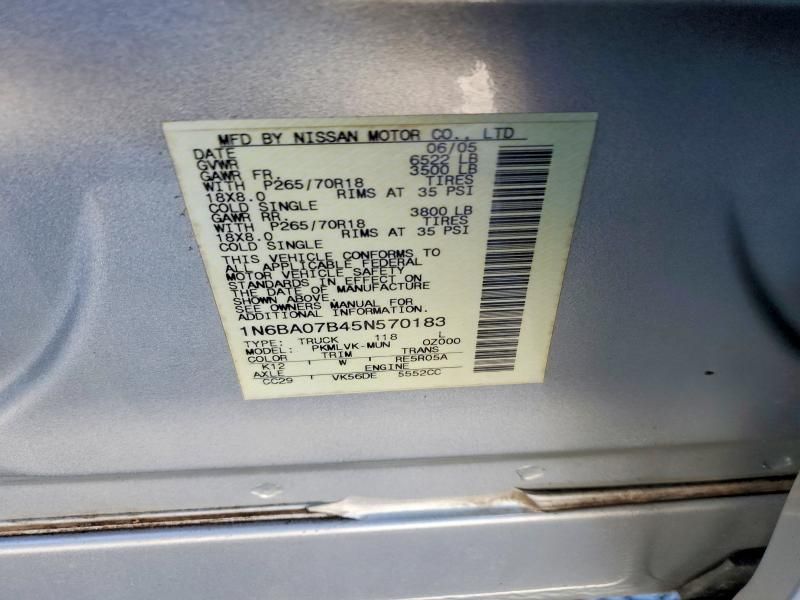 MFD BY NISSAN MOTOR CO., LTD
DATE 06/05
GVWR 6522 LB
GAWR FR. 3500 LB
WITH P265/70R18 TIRES
18X8.0 RIMS AT 35 PSI
COLD SINGLE
GAWR RR. 3800 LB
WITH P265/70R18 TIRES
18X8.0 RIMS AT 35 PSI
COLD SINGLE
THIS VEHICLE CONFORMS TO
ALL APPLICABLE FEDERAL
MOTOR VEHICLE SAFETY
STANDARDS IN EFFECT ON
THE DATE OF MANUFACTURE
SHOWN ABOVE.
SEE OWNERS MANUAL FOR
ADDITIONAL INFORMATION.
1N6BA07B45N570183
TYPE: TRUCK 118 L
MODEL: PKMLVK-MUN 0Z000
COLOR TRIM TRANS
K12 W RE5R05A
AXLE ENGINE
CC29 VK56DE 5552CC